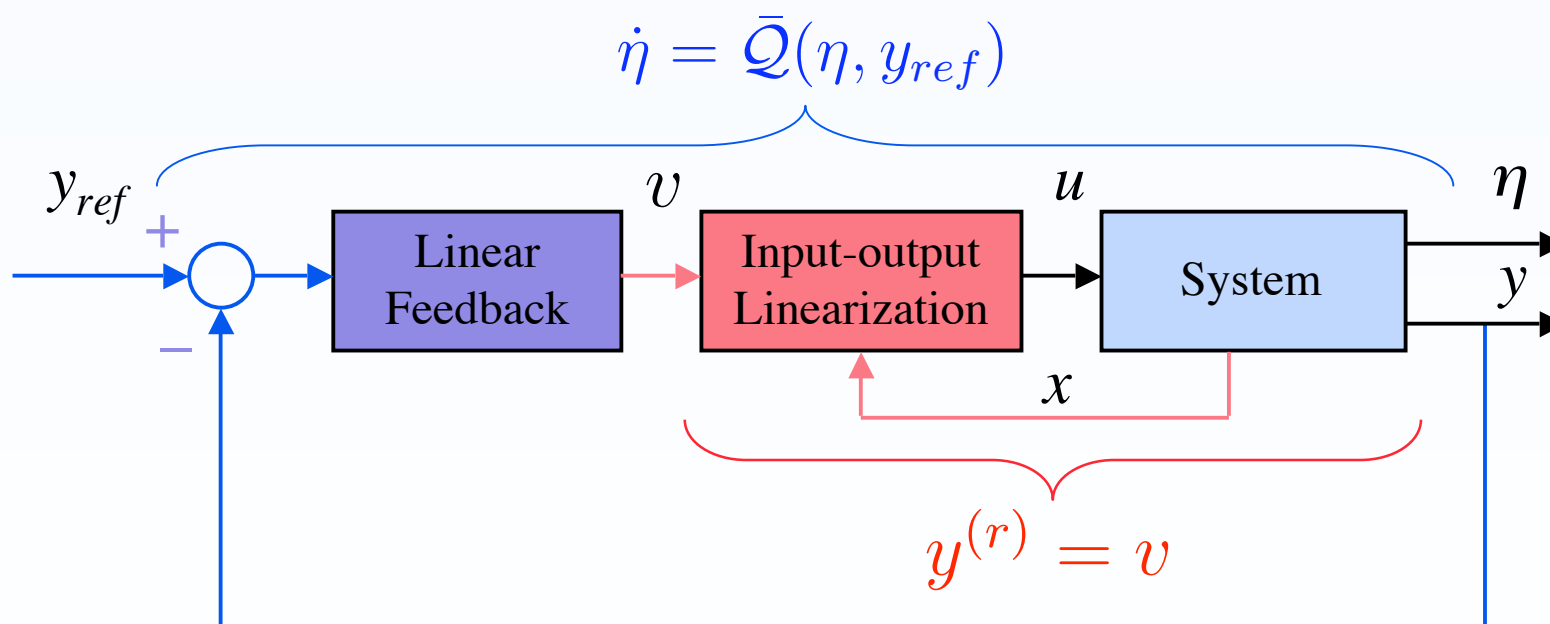 η̇ = Q̄(η, y_ref)
y_ref
+
−
v
u
η
y
Linear
Feedback
Input-output
Linearization
System
x
y^(r) = v